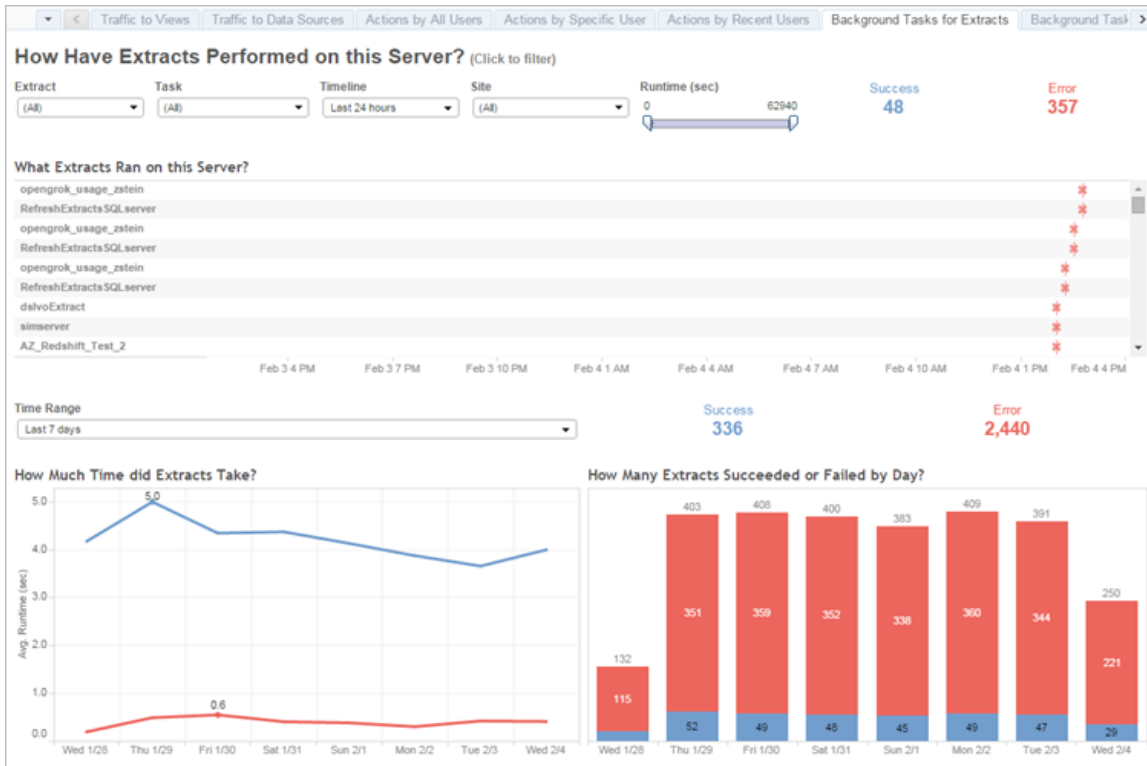 Traffic to Views Traffic to Data Sources Actions by All Users Actions by Specific User Actions by Recent Users Background Tasks for Extracts Background Task
How Have Extracts Performed on this Server? (Click to filter)
Extract Task Timeline Site Runtime (sec) Success Error
(All) (All) Last 24 hours (All) 0 62940 48 357
What Extracts Ran on this Server?
opengrok_usage_zstein
RefreshExtractsSQLserver
opengrok_usage_zstein
RefreshExtractsSQLserver
opengrok_usage_zstein
RefreshExtractsSQLserver
dslvoExtract
simserver
AZ_Redshift_Test_2
Feb 3 4 PM Feb 3 7 PM Feb 3 10 PM Feb 4 1 AM Feb 4 4 AM Feb 4 7 AM Feb 4 10 AM Feb 4 1 PM Feb 4 4 PM
Time Range Success Error
Last 7 days 336 2,440
How Much Time did Extracts Take?
5.0
5.0
4.0
3.0
2.0
1.0
0.6
0.0
Avg. Runtime (sec)
Wed 1/28 Thu 1/29 Fri 1/30 Sat 1/31 Sun 2/1 Mon 2/2 Tue 2/3 Wed 2/4
How Many Extracts Succeeded or Failed by Day?
132 403 408 400 383 409 391 250
115 351 359 352 338 360 344 221
52 49 48 45 49 47 29
Wed 1/28 Thu 1/29 Fri 1/30 Sat 1/31 Sun 2/1 Mon 2/2 Tue 2/3 Wed 2/4